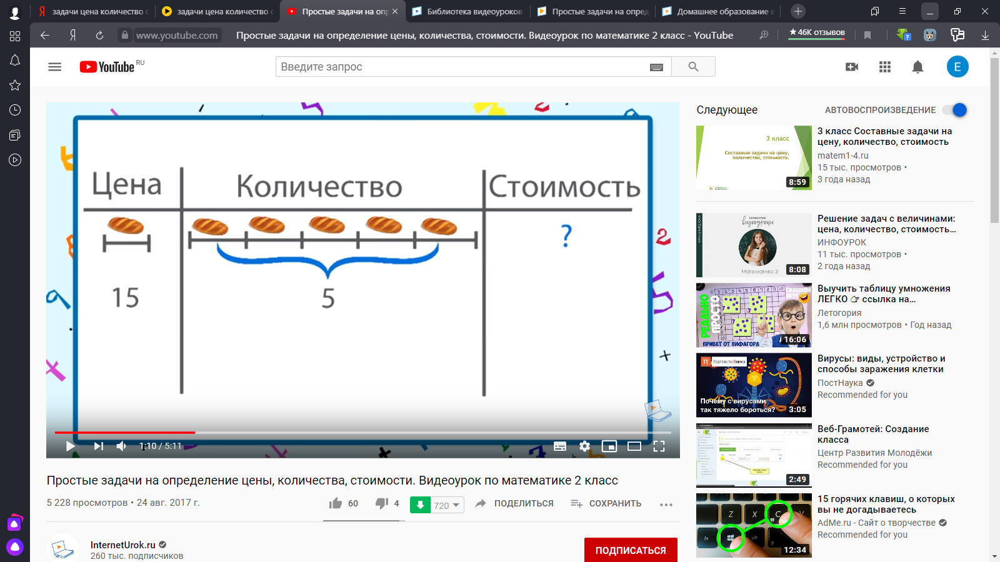 задачи цена количество с
задачи цена количество с
Простые задачи на опр
Библиотека видеоуроков
Простые задачи на опред
Домашнее образование в
www.youtube.com
Простые задачи на определение цены, количества, стоимости. Видеоурок по математике 2 класс - YouTube
★ 46K отзывов
YouTube RU
Введите запрос
E
Цена
Количество
Стоимость
?
15
5
1:10 / 5:11
Простые задачи на определение цены, количества, стоимости. Видеоурок по математике 2 класс
5 228 просмотров • 24 авг. 2017 г.
60
4
720
ПОДЕЛИТЬСЯ
СОХРАНИТЬ
InternetUrok.ru
260 тыс. подписчиков
ПОДПИСАТЬСЯ
Следующее
АВТОВОСПРОИЗВЕДЕНИЕ
3 класс
Составные задачи на цену,
количество, стоимость.
8:59
3 класс Составные задачи на
цену, количество, стоимость
matem1-4.ru
15 тыс. просмотров •
3 года назад
видеоуроки
Математика 3
8:08
Решение задач с величинами:
цена, количество, стоимость...
ИНФОУРОК
11 тыс. просмотров •
2 года назад
РЕАЛЬНО
ПРОСТО
ПРИВЕТ ОТ ПИФАГОРА
16:06
Выучить таблицу умножения
ЛЕГКО 👉 ссылка на...
Летогория
1,6 млн просмотров • Год назад
Почему с вирусами
так тяжело бороться?
3:05
Вирусы: виды, устройство и
способы заражения клетки
ПостНаука
Recommended for you
2:49
Веб-Грамотей: Создание
класса
Центр Развития Молодёжи
Recommended for you
Z
X
C
fn
alt
12:34
15 горячих клавиш, о которых
вы не догадываетесь
AdMe.ru - Сайт о творчестве
Recommended for you